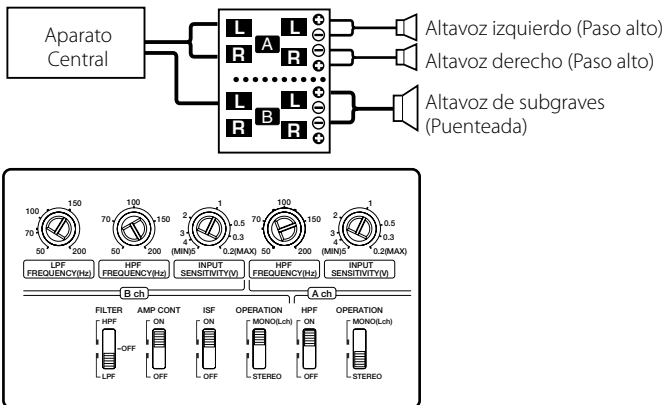 Aparato
Central
L
L
A
R
R
L
L
B
R
R
Altavoz izquierdo (Paso alto)
Altavoz derecho (Paso alto)
Altavoz de subgraves
(Puenteada)
50 70 100 150 200
LPF
FREQUENCY(Hz)
50 70 100 150 200
HPF
FREQUENCY(Hz)
(MIN)5 4 3 2 1 0.5 0.3 0.2(MAX)
INPUT
SENSITIVITY(V)
50 70 100 150 200
HPF
FREQUENCY(Hz)
(MIN)5 4 3 2 1 0.5 0.3 0.2(MAX)
INPUT
SENSITIVITY(V)
B ch
A ch
FILTER
HPF
OFF
LPF
AMP CONT
ON
OFF
ISF
ON
OFF
OPERATION
MONO(Lch)
STEREO
HPF
ON
OFF
OPERATION
MONO(Lch)
STEREO